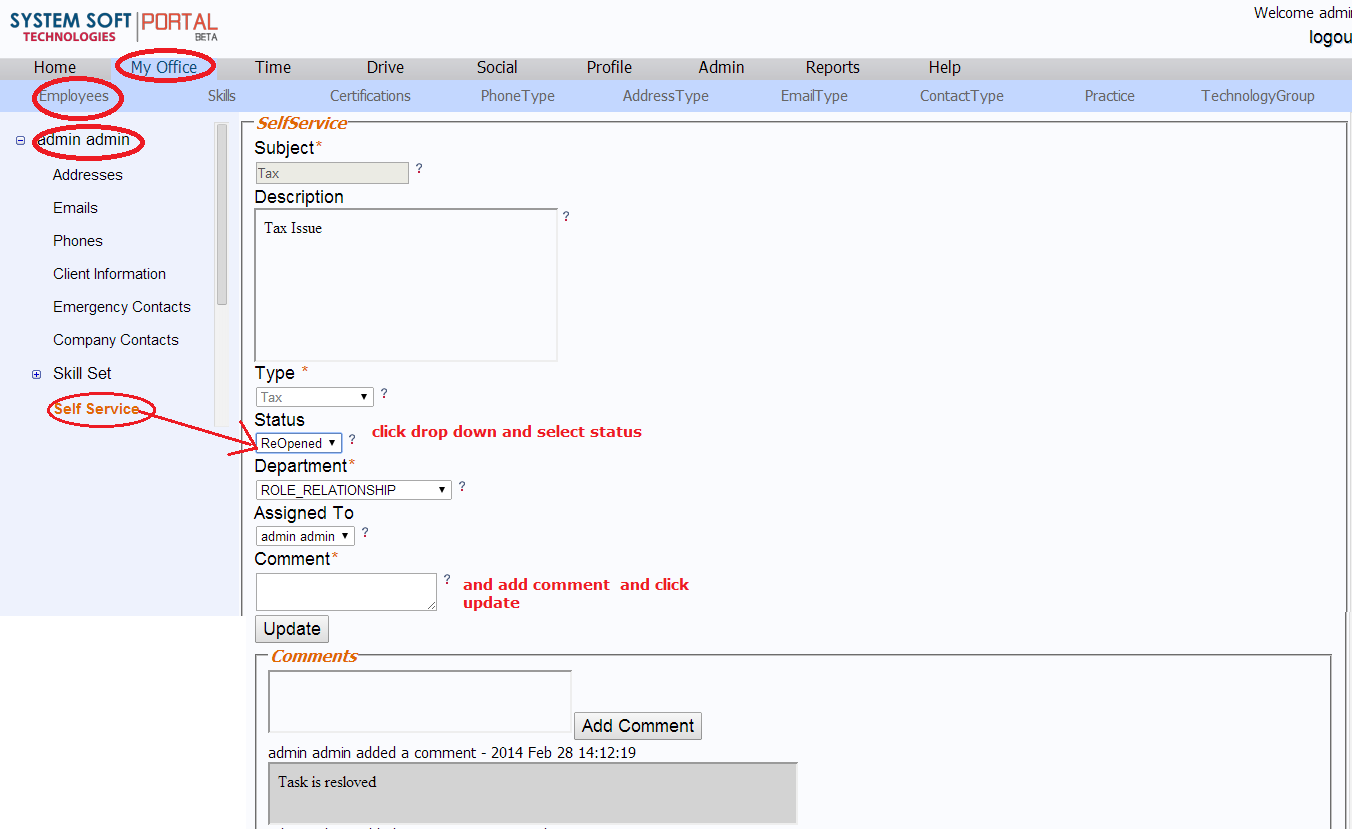 SYSTEM SOFT PORTAL
TECHNOLOGIES BETA
Welcome admi
logou
Home My Office Time Drive Social Profile Admin Reports Help
Employees Skills Certifications PhoneType AddressType EmailType ContactType Practice TechnologyGroup
admin admin
Addresses
Emails
Phones
Client Information
Emergency Contacts
Company Contacts
Skill Set
Self Service
SelfService
Subject*
Tax ?
Description
Tax Issue ?
Type *
Tax ?
Status
ReOpened ? click drop down and select status
Department*
ROLE_RELATIONSHIP ?
Assigned To
admin admin ?
Comment*
? and add comment and click
update
Update
Comments
Add Comment
admin admin added a comment - 2014 Feb 28 14:12:19
Task is resloved